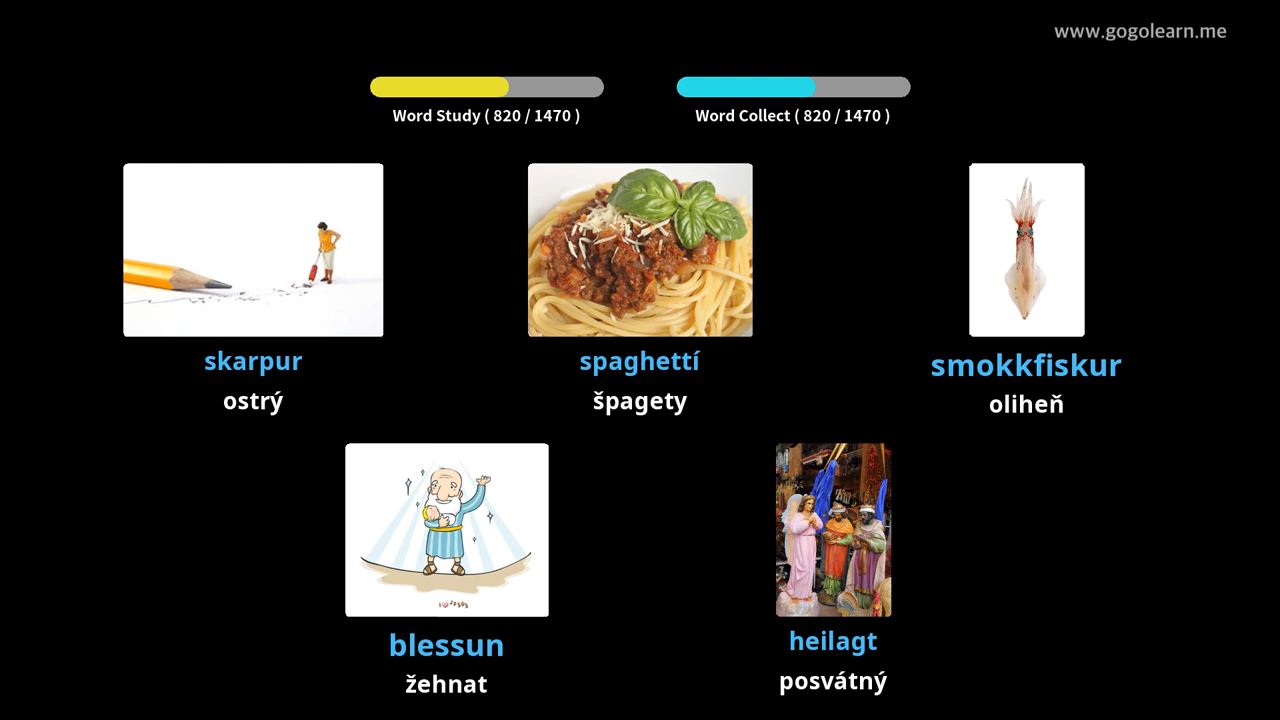 www.gogolearn.me
Word Study ( 820 / 1470 )
Word Collect ( 820 / 1470 )
skarpur
ostrý
spaghettí
špagety
smokkfiskur
oliheň
blessun
žehnat
heilagt
posvátný